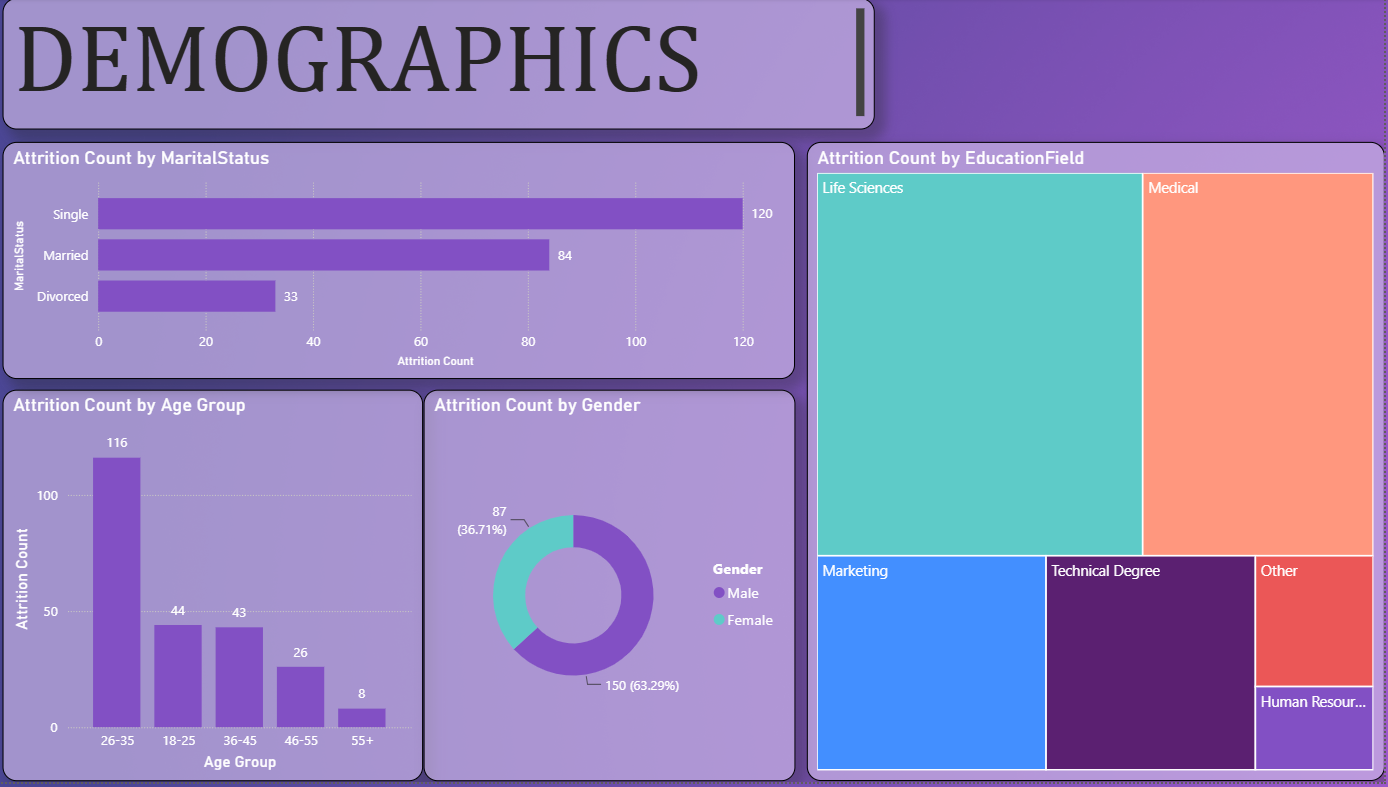 DEMOGRAPHICS
Attrition Count by MaritalStatus
MaritalStatus
Single
120
Married
84
Divorced
33
0 20 40 60 80 100 120
Attrition Count
Attrition Count by Age Group
Attrition Count
100
50
0
116
44
43
26
8
26-35 18-25 36-45 46-55 55+
Age Group
Attrition Count by Gender
87
(36.71%)
150 (63.29%)
Gender
Male
Female
Attrition Count by EducationField
Life Sciences
Medical
Marketing
Technical Degree
Other
Human Resour...